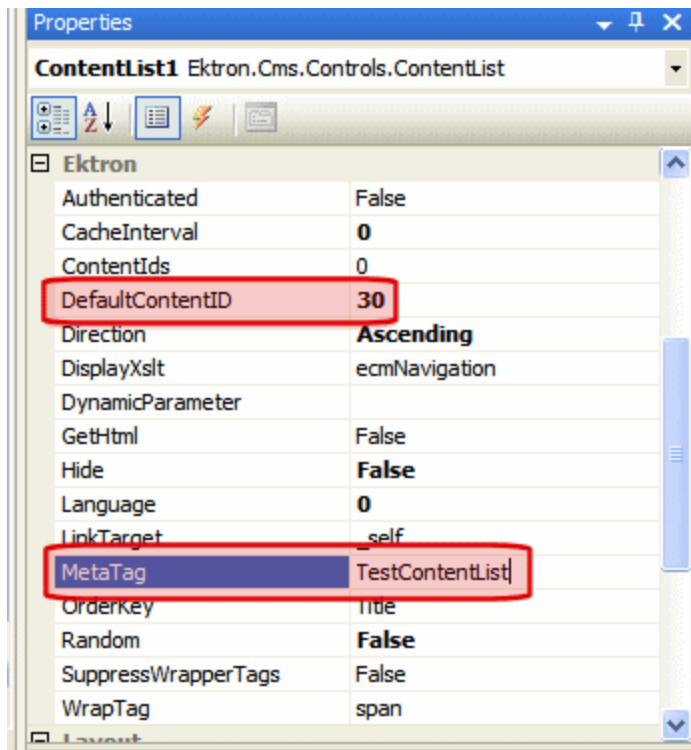 Properties
ContentList1 Ektron.Cms.Controls.ContentList
Ektron
Authenticated False
CacheInterval 0
ContentIds 0
DefaultContentID 30
Direction Ascending
DisplayXslt ecmNavigation
DynamicParameter
GetHtml False
Hide False
Language 0
LinkTarget _self
MetaTag TestContentList
OrderKey Title
Random False
SuppressWrapperTags False
WrapTag span
Layout